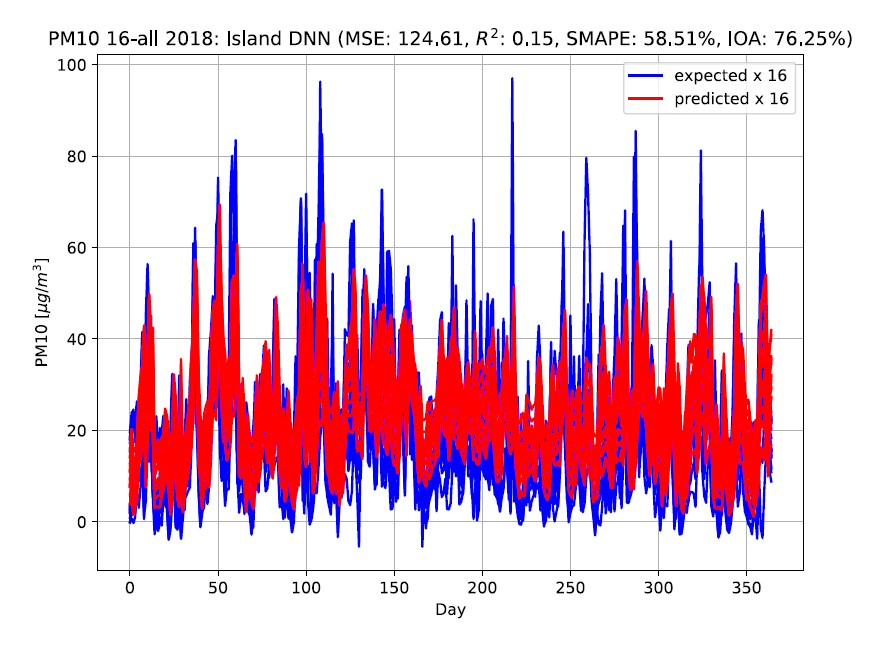 PM10 16-all 2018: Island DNN (MSE: 124.61, R²: 0.15, SMAPE: 58.51%, IOA: 76.25%)
100
80
60
40
20
0
PM10 [μg/m³]
expected x 16
predicted x 16
0 50 100 150 200 250 300 350
Day